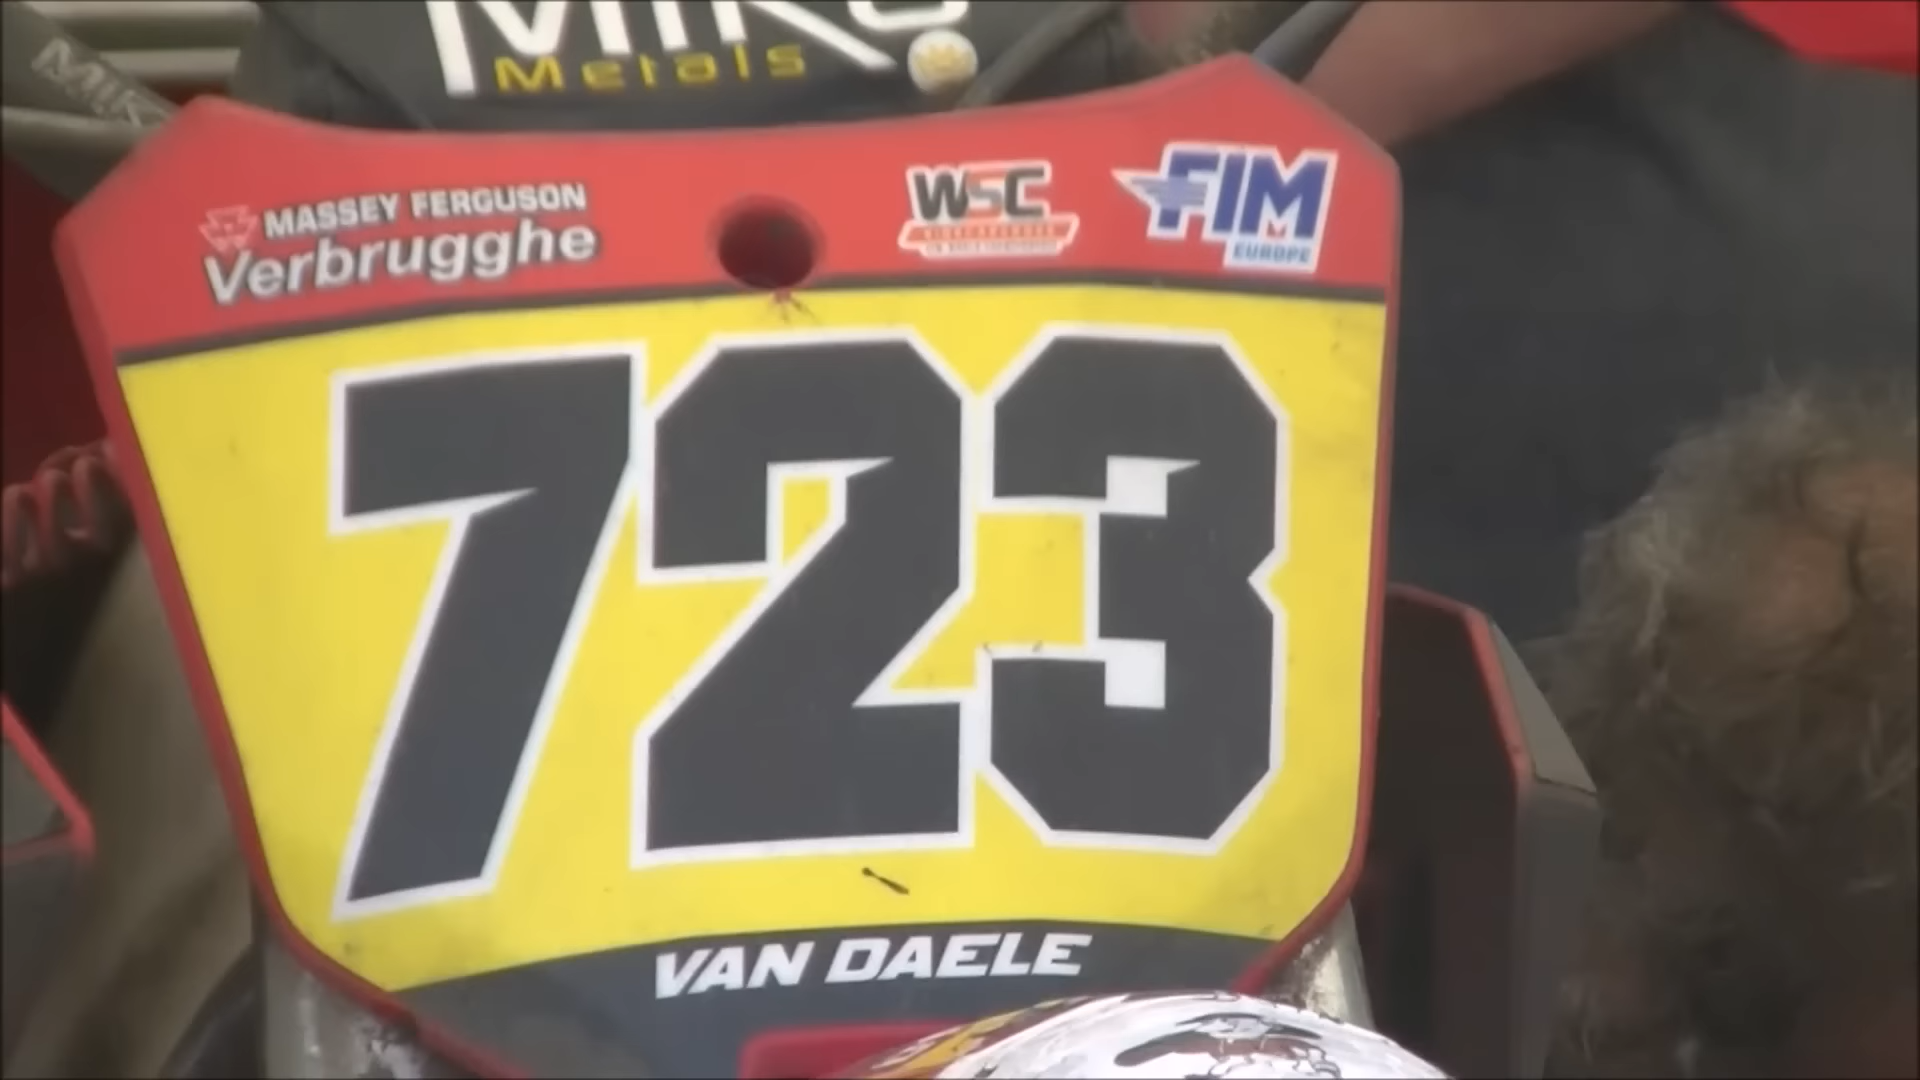 Metals
MASSEY FERGUSON
Verbrugghe
WSC
FIM
EUROPE
723
VAN DAELE